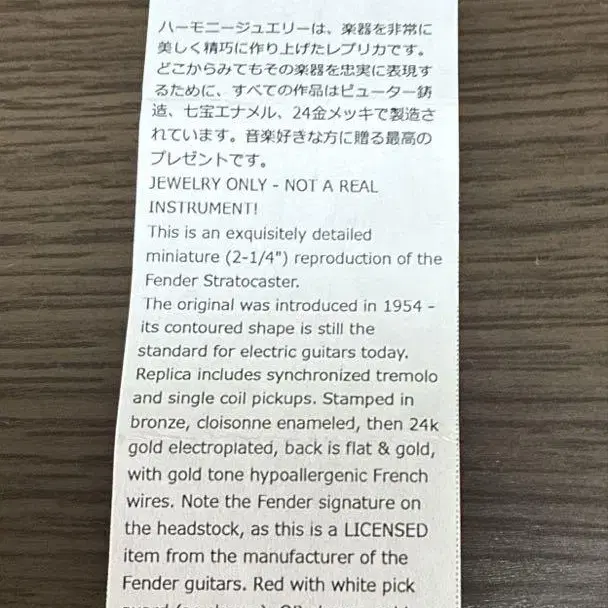 ハーモニージュエリーは、楽器を非常に
美しく精巧に作り上げたレプリカです。
どこからみてもその楽器を忠実に表現す
るために、すべての作品はピューター鋳
造、七宝エナメル、24金メッキで製造さ
れています。音楽好きな方に贈る最高の
プレゼントです。
JEWELRY ONLY - NOT A REAL
INSTRUMENT!
This is an exquisitely detailed
miniature (2-1/4") reproduction of the
Fender Stratocaster.
The original was introduced in 1954 -
its contoured shape is still the
standard for electric guitars today.
Replica includes synchronized tremolo
and single coil pickups. Stamped in
bronze, cloisonne enameled, then 24k
gold electroplated, back is flat & gold,
with gold tone hypoallergenic French
wires. Note the Fender signature on
the headstock, as this is a LICENSED
item from the manufacturer of the
Fender guitars. Red with white pick